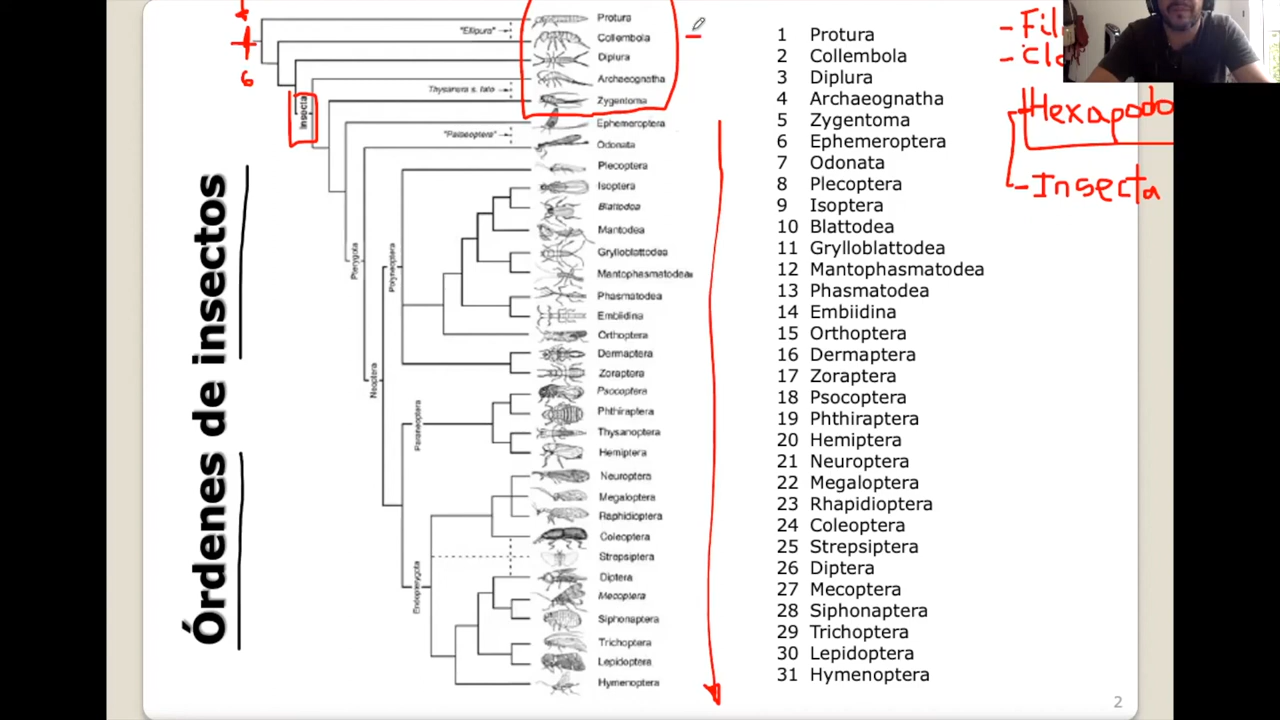 Órdenes de insectos
"Ellipura"
Thysanura s. lato
"Palaeoptera"
Insecta
Pterygota
Neoptera
Polyneoptera
Paraneoptera
Endopterygota
Protura
Collembola
Diplura
Archaeognatha
Zygentoma
Ephemeroptera
Odonata
Plecoptera
Isoptera
Blattodea
Mantodea
Grylloblattodea
Mantophasmatodea
Phasmatodea
Embiidina
Orthoptera
Dermaptera
Zoraptera
Psocoptera
Phthiraptera
Thysanoptera
Hemiptera
Neuroptera
Megaloptera
Raphidioptera
Coleoptera
Strepsiptera
Diptera
Mecoptera
Siphonaptera
Trichoptera
Lepidoptera
Hymenoptera
1 Protura
2 Collembola
3 Diplura
4 Archaeognatha
5 Zygentoma
6 Ephemeroptera
7 Odonata
8 Plecoptera
9 Isoptera
10 Blattodea
11 Grylloblattodea
12 Mantophasmatodea
13 Phasmatodea
14 Embiidina
15 Orthoptera
16 Dermaptera
17 Zoraptera
18 Psocoptera
19 Phthiraptera
20 Hemiptera
21 Neuroptera
22 Megaloptera
23 Rhapidioptera
24 Coleoptera
25 Strepsiptera
26 Diptera
27 Mecoptera
28 Siphonaptera
29 Trichoptera
30 Lepidoptera
31 Hymenoptera
- Fil
- Cla
Hexapodo
- Insecta
6
2